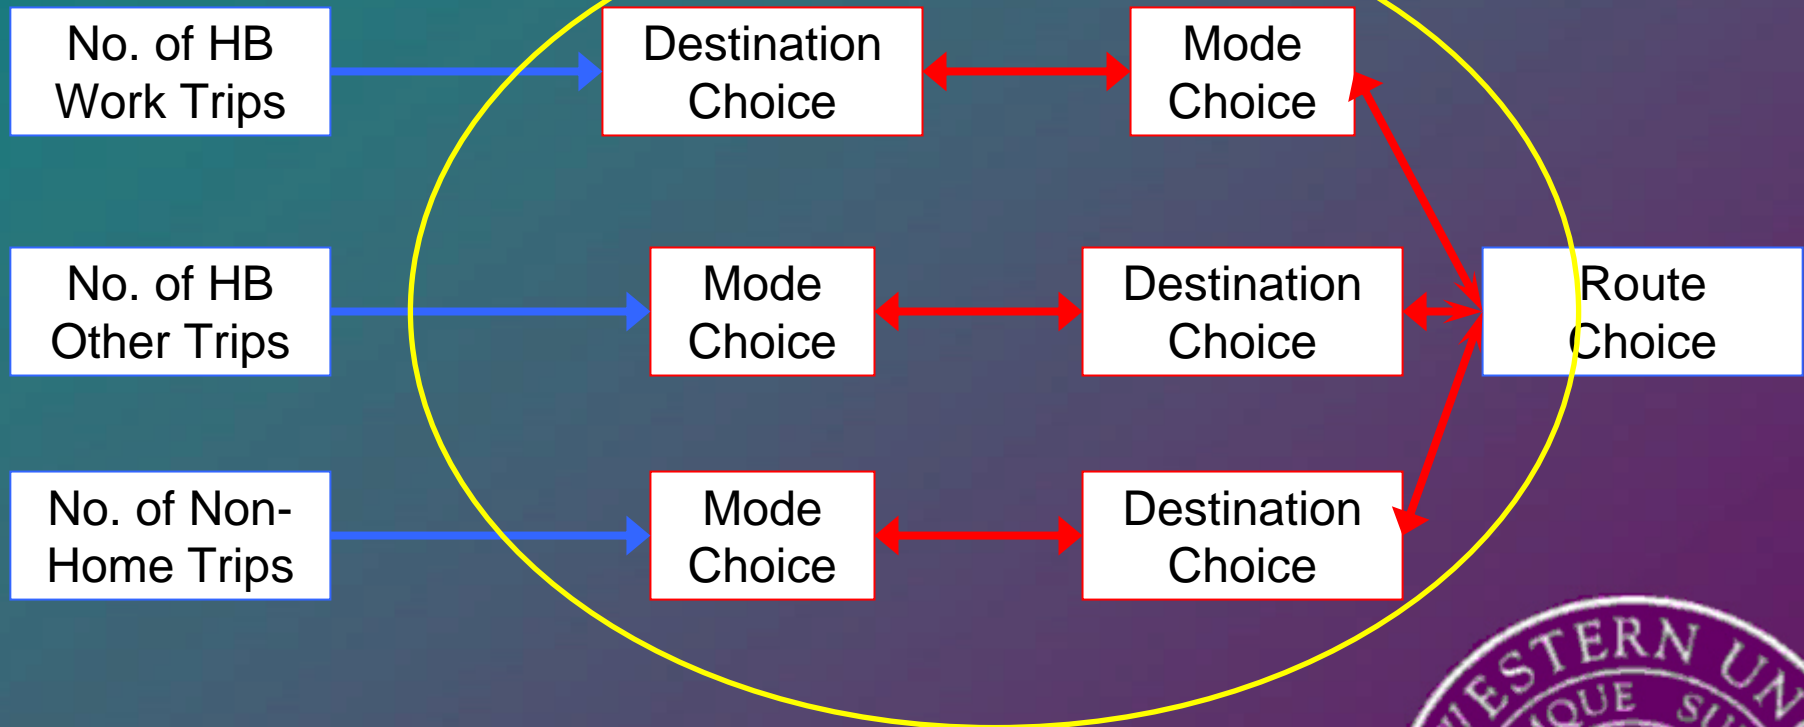 No. of HB
Work Trips
Destination
Choice
Mode
Choice
No. of HB
Other Trips
Mode
Choice
Destination
Choice
Route
Choice
No. of Non-
Home Trips
Mode
Choice
Destination
Choice
ESTERN UN
QUE SU